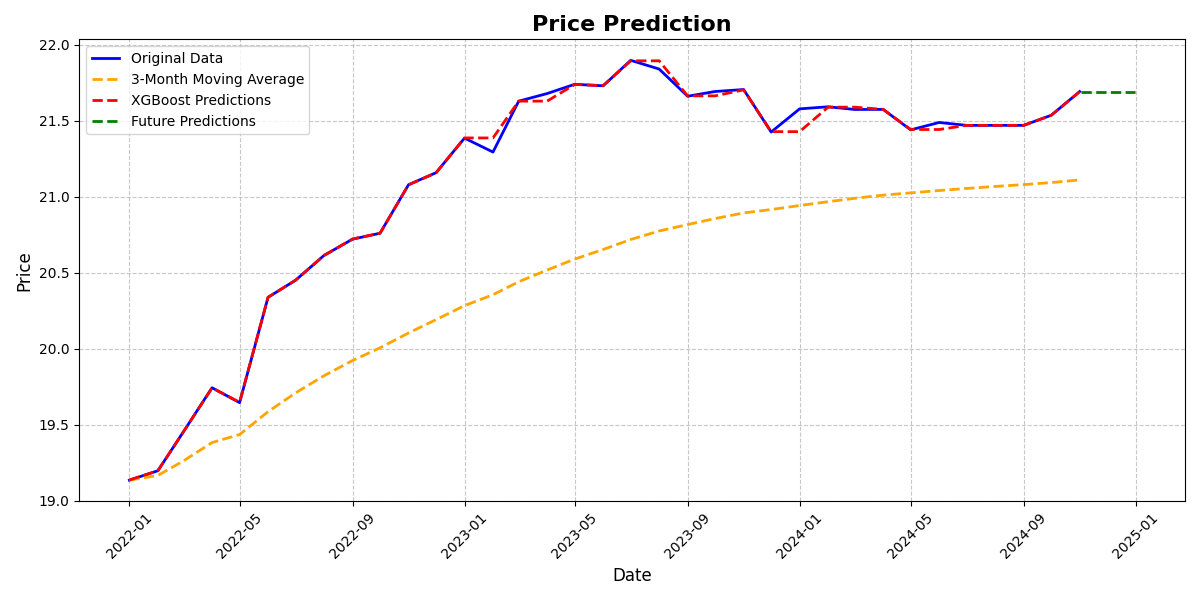 Price Prediction
Original Data
3-Month Moving Average
XGBoost Predictions
Future Predictions
Price
22.0
21.5
21.0
20.5
20.0
19.5
19.0
2022-01
2022-05
2022-09
2023-01
2023-05
2023-09
2024-01
2024-05
2024-09
2025-01
Date